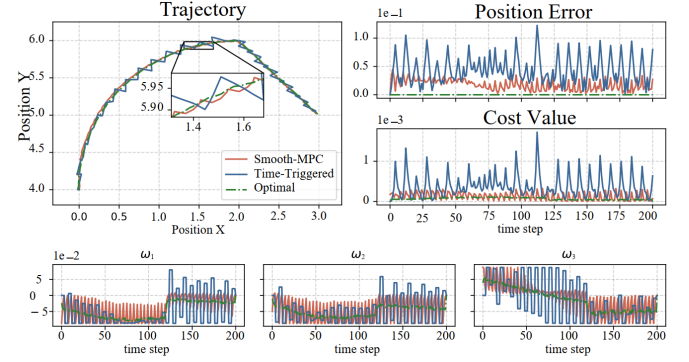 Trajectory
Position Y
6.0
5.5
5.0
4.5
4.0
5.95
5.90
1.4
1.6
Smooth-MPC
Time-Triggered
Optimal
0.0
0.5
1.0
1.5
2.0
2.5
3.0
Position X
Position Error
1e−1
1.0
0.5
0.0
Cost Value
1e−3
1
0
0
25
50
75
100
125
150
175
200
time step
5e−2
ω1
5
0
−5
0
50
100
150
200
time step
ω2
0
50
100
150
200
time step
ω3
0
50
100
150
200
time step